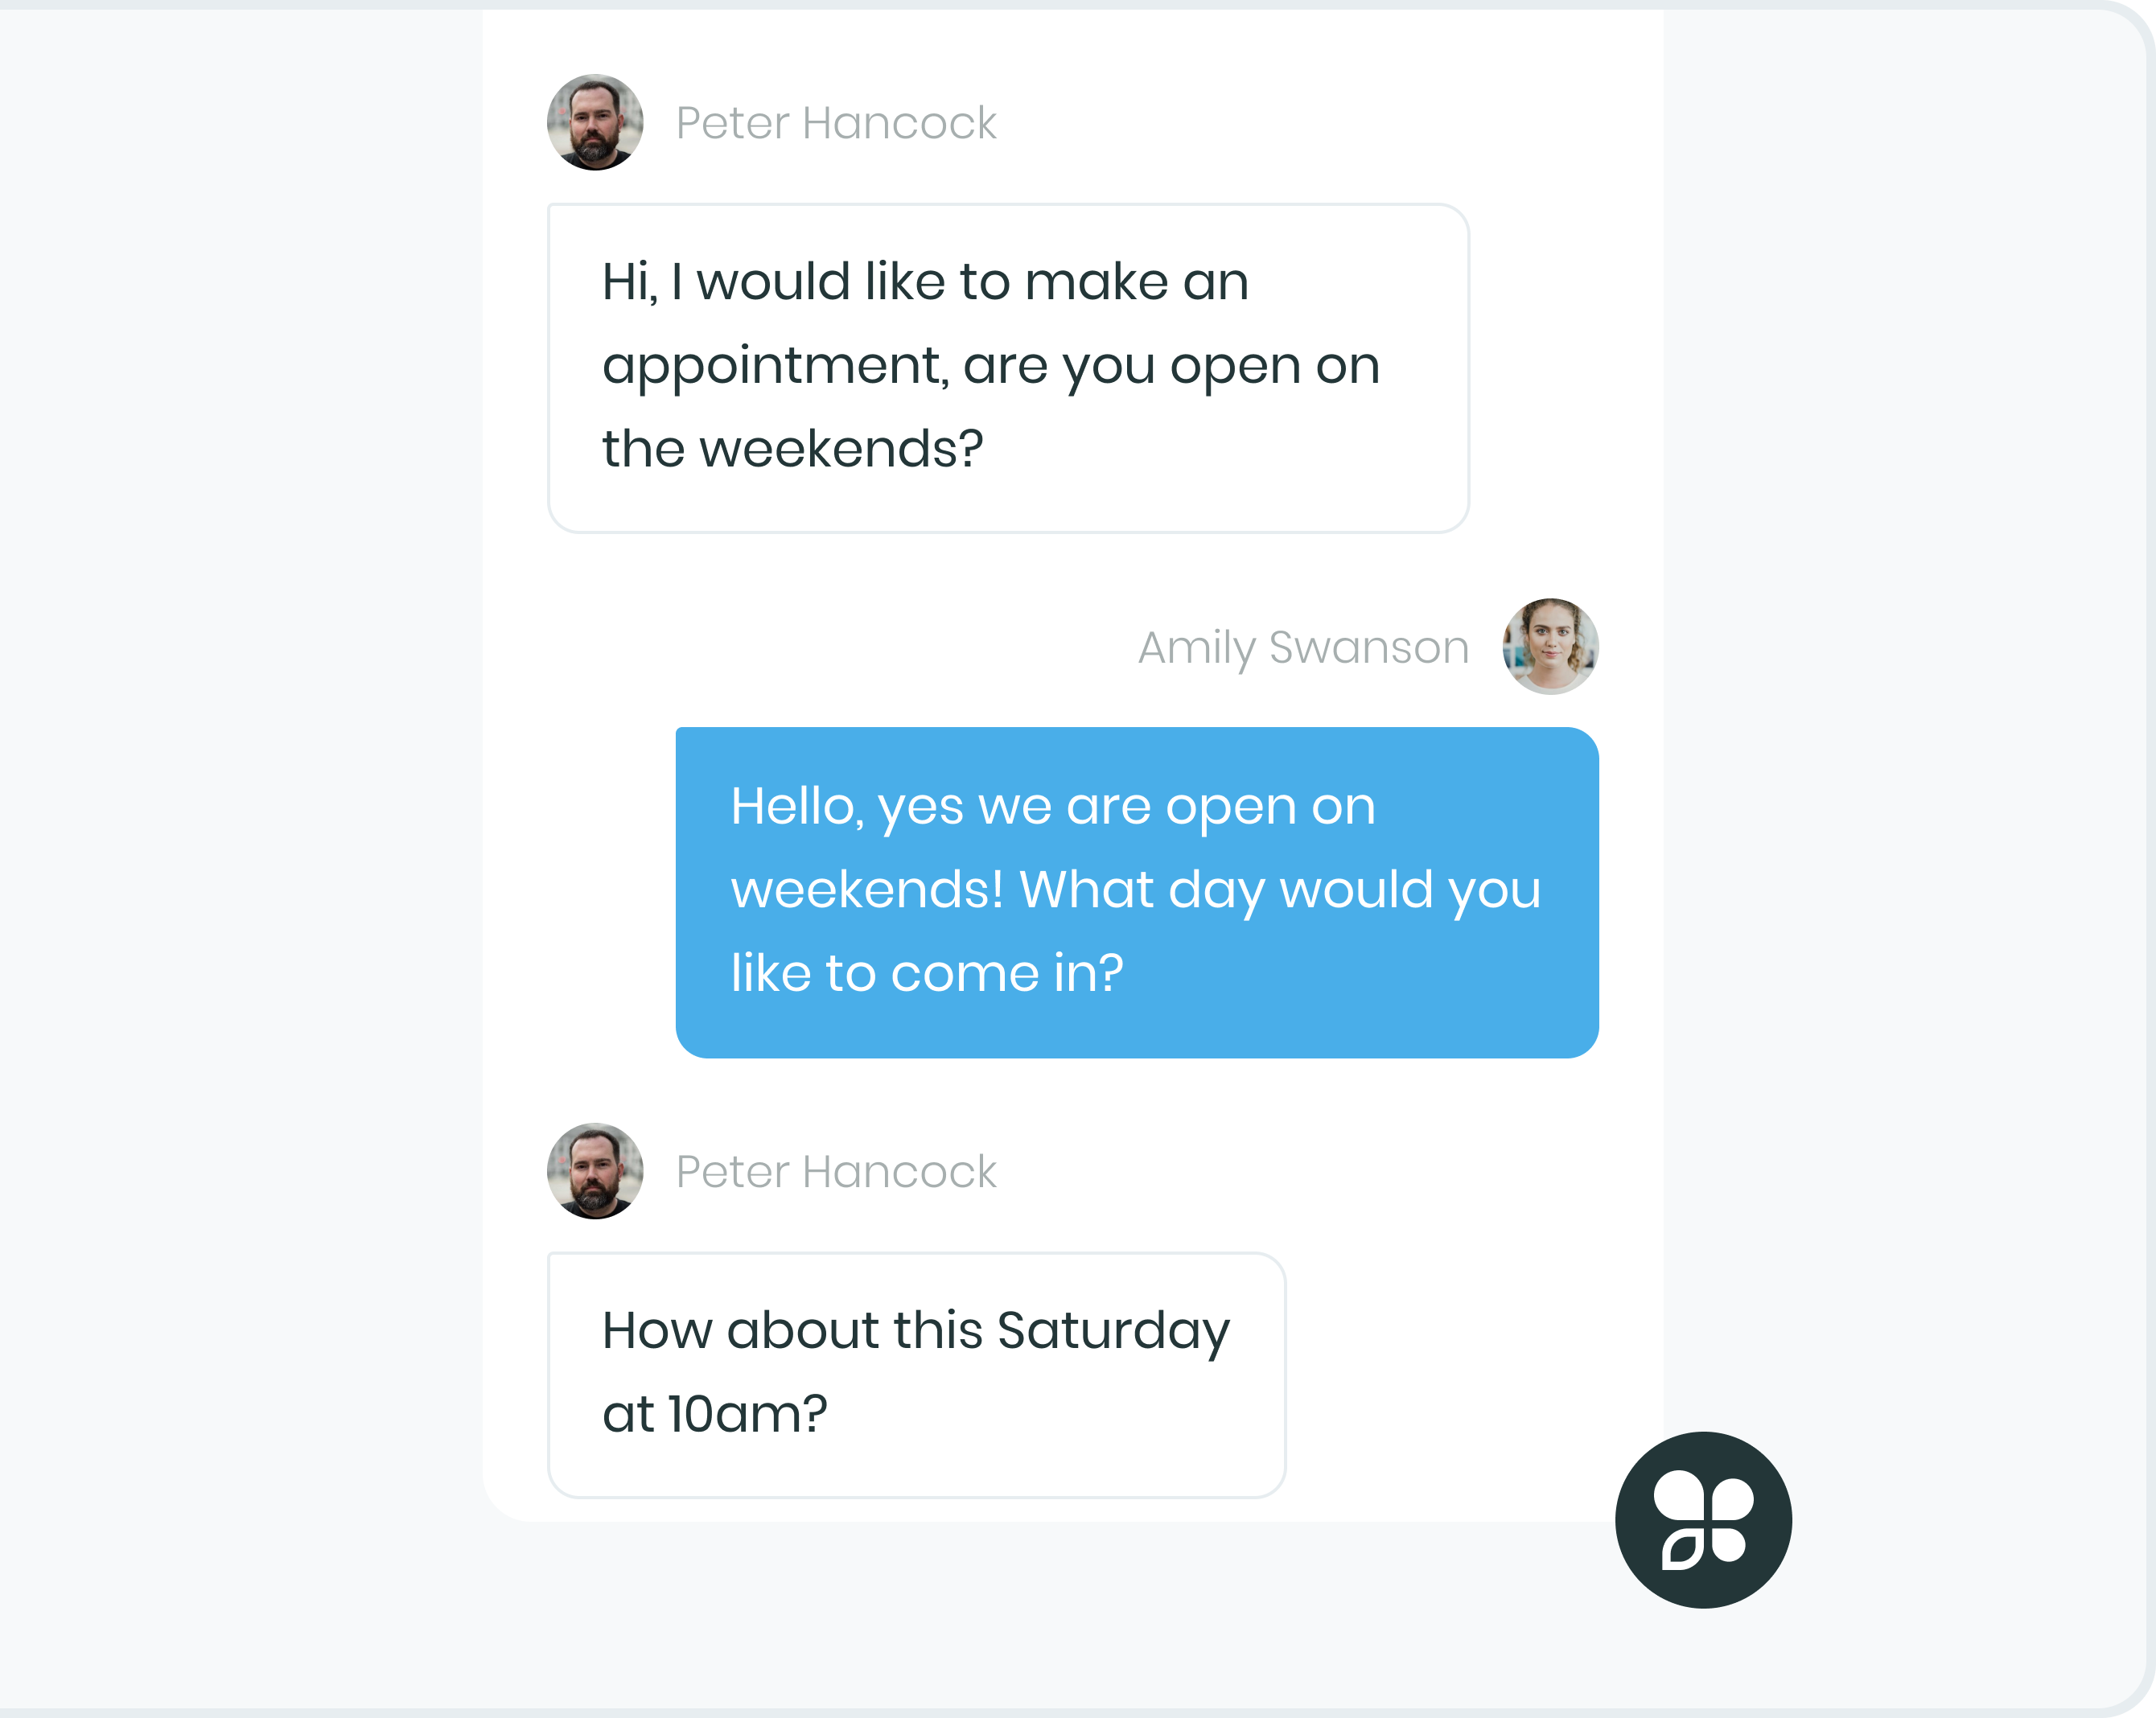 Peter Hancock
Hi, I would like to make an
appointment, are you open on
the weekends?
Amily Swanson
Hello, yes we are open on
weekends! What day would you
like to come in?
Peter Hancock
How about this Saturday
at 10am?